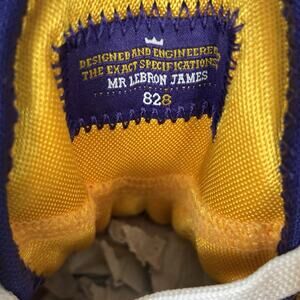 DESIGNED AND ENGINEERED
THE EXACT SPECIFICATIONS
MR LEBRON JAMES
828